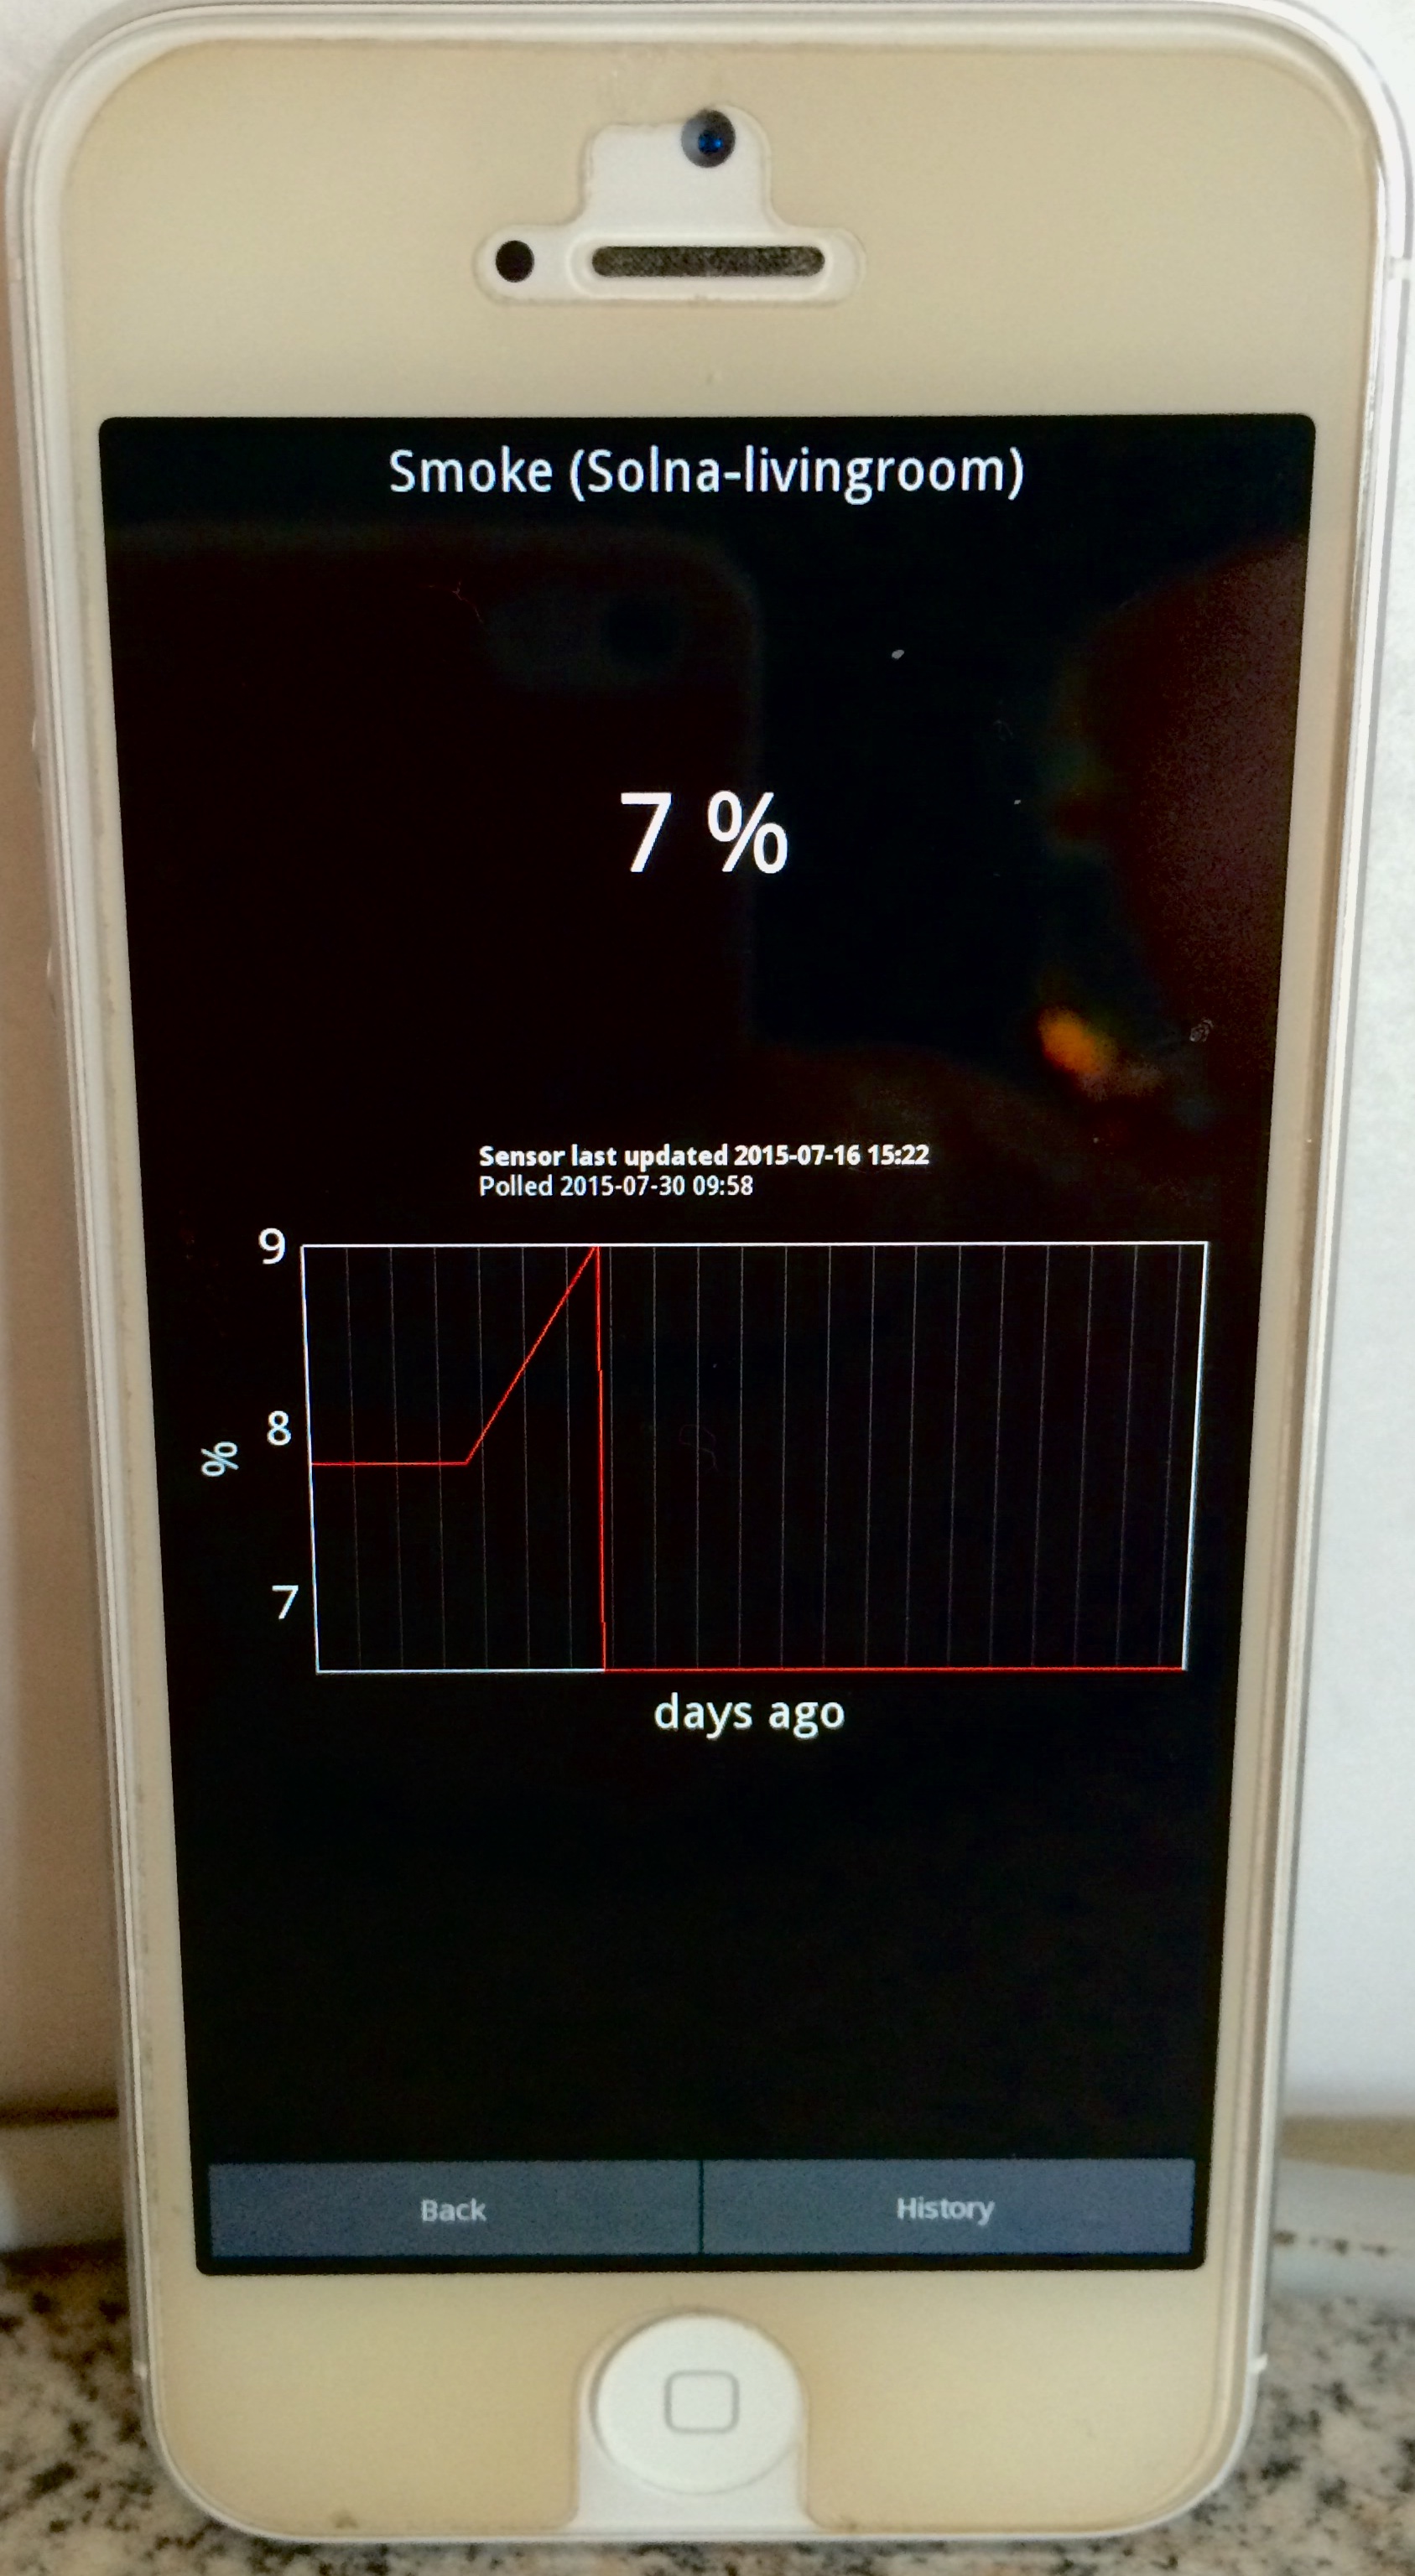 Smoke (Solna-livingroom)
7 %
Sensor last updated 2015-07-16 15:22
Polled 2015-07-30 09:58
9
8
%
7
days ago
Back
History